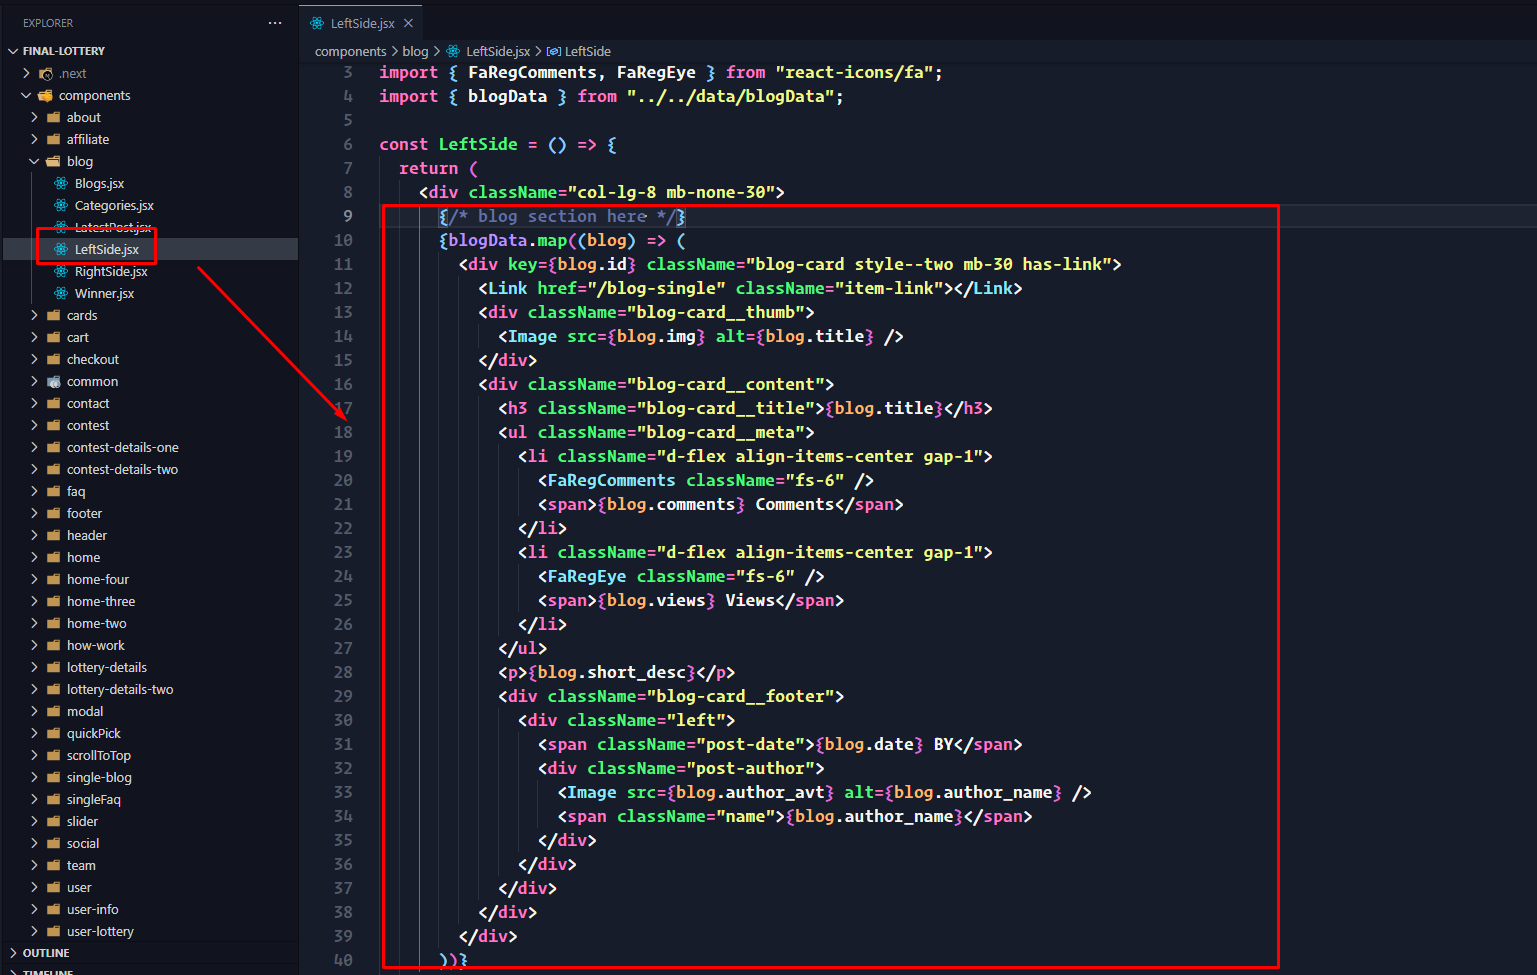 EXPLORER
FINAL-LOTTERY
.next
components
about
affiliate
blog
Blogs.jsx
Categories.jsx
LatestPost.jsx
LeftSide.jsx
RightSide.jsx
Winner.jsx
cards
cart
checkout
common
contact
contest
contest-details-one
contest-details-two
faq
footer
header
home
home-four
home-three
home-two
how-work
lottery-details
lottery-details-two
modal
quickPick
scrollToTop
single-blog
singleFaq
slider
social
team
user
user-info
user-lottery
OUTLINE
TIMELINE
LeftSide.jsx
components > blog > LeftSide.jsx > LeftSide
3 import { FaRegComments, FaRegEye } from "react-icons/fa";
4 import { blogData } from "../../data/blogData";
5
6 const LeftSide = () => {
7 return (
8 <div className="col-lg-8 mb-none-30">
9 {/* blog section here */}
10 {blogData.map((blog) => (
11 <div key={blog.id} className="blog-card style--two mb-30 has-link">
12 <Link href="/blog-single" className="item-link"></Link>
13 <div className="blog-card__thumb">
14 <Image src={blog.img} alt={blog.title} />
15 </div>
16 <div className="blog-card__content">
17 <h3 className="blog-card__title">{blog.title}</h3>
18 <ul className="blog-card__meta">
19 <li className="d-flex align-items-center gap-1">
20 <FaRegComments className="fs-6" />
21 <span>{blog.comments} Comments</span>
22 </li>
23 <li className="d-flex align-items-center gap-1">
24 <FaRegEye className="fs-6" />
25 <span>{blog.views} Views</span>
26 </li>
27 </ul>
28 <p>{blog.short_desc}</p>
29 <div className="blog-card__footer">
30 <div className="left">
31 <span className="post-date">{blog.date} BY</span>
32 <div className="post-author">
33 <Image src={blog.author_avt} alt={blog.author_name} />
34 <span className="name">{blog.author_name}</span>
35 </div>
36 </div>
37 </div>
38 </div>
39 </div>
40 ))}